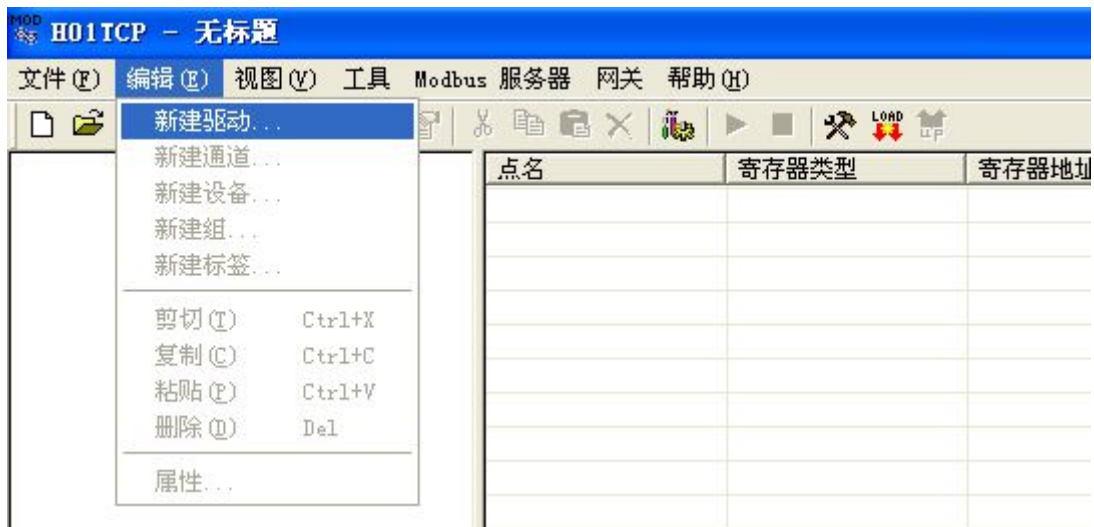 MOD
H01TCP - 无标题
文件(F) 编辑(E) 视图(V) 工具 Modbus 服务器 网关 帮助(H)
LOAD
新建驱动...
新建通道...
新建设备...
新建组...
新建标签...
剪切(T) Ctrl+X
复制(C) Ctrl+C
粘贴(P) Ctrl+V
删除(D) Del
属性...
点名 寄存器类型 寄存器地址